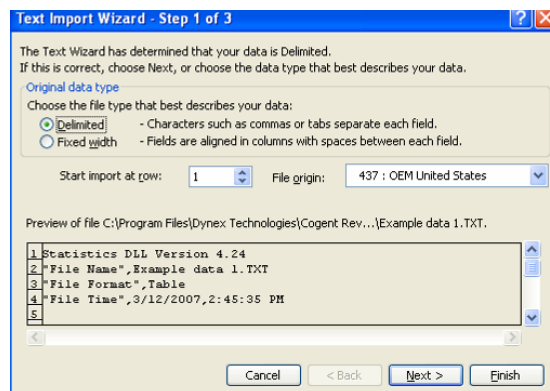 Text Import Wizard - Step 1 of 3
The Text Wizard has determined that your data is Delimited.
If this is correct, choose Next, or choose the data type that best describes your data.
Original data type
Choose the file type that best describes your data:
Delimited - Characters such as commas or tabs separate each field.
Fixed width - Fields are aligned in columns with spaces between each field.
Start import at row: 1 File origin: 437 : OEM United States
Preview of file C:\Program Files\Dynex Technologies\Cogent Rev...\Example data 1.TXT.
1 Statistics DLL Version 4.24
2 "File Name",Example data 1.TXT
3 "File Format",Table
4 "File Time",3/12/2007,2:45:35 PM
5
Cancel < Back Next > Finish